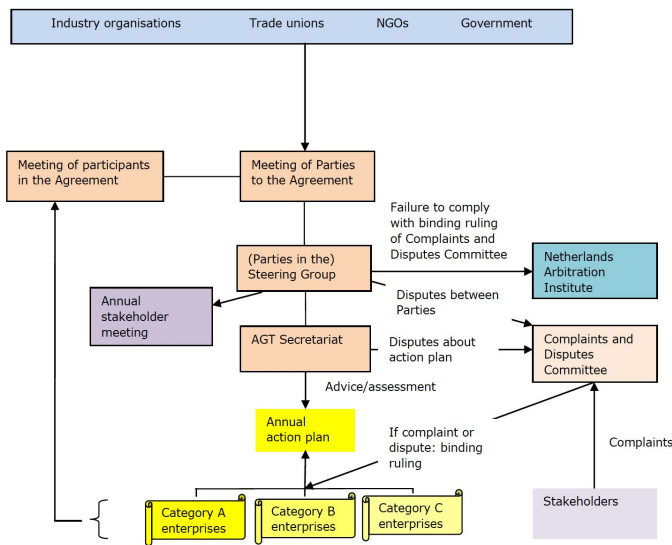 Industry organisations Trade unions NGOs Government
Meeting of participants
in the Agreement
Meeting of Parties
to the Agreement
Failure to comply
with binding ruling
of Complaints and
Disputes Committee
(Parties in the)
Steering Group
Netherlands
Arbitration
Institute
Annual
stakeholder
meeting
Disputes between
Parties
AGT Secretariat
Disputes about
action plan
Complaints and
Disputes
Committee
Advice/assessment
Annual
action plan
If complaint or
dispute: binding
ruling
Complaints
Category A
enterprises
Category B
enterprises
Category C
enterprises
Stakeholders